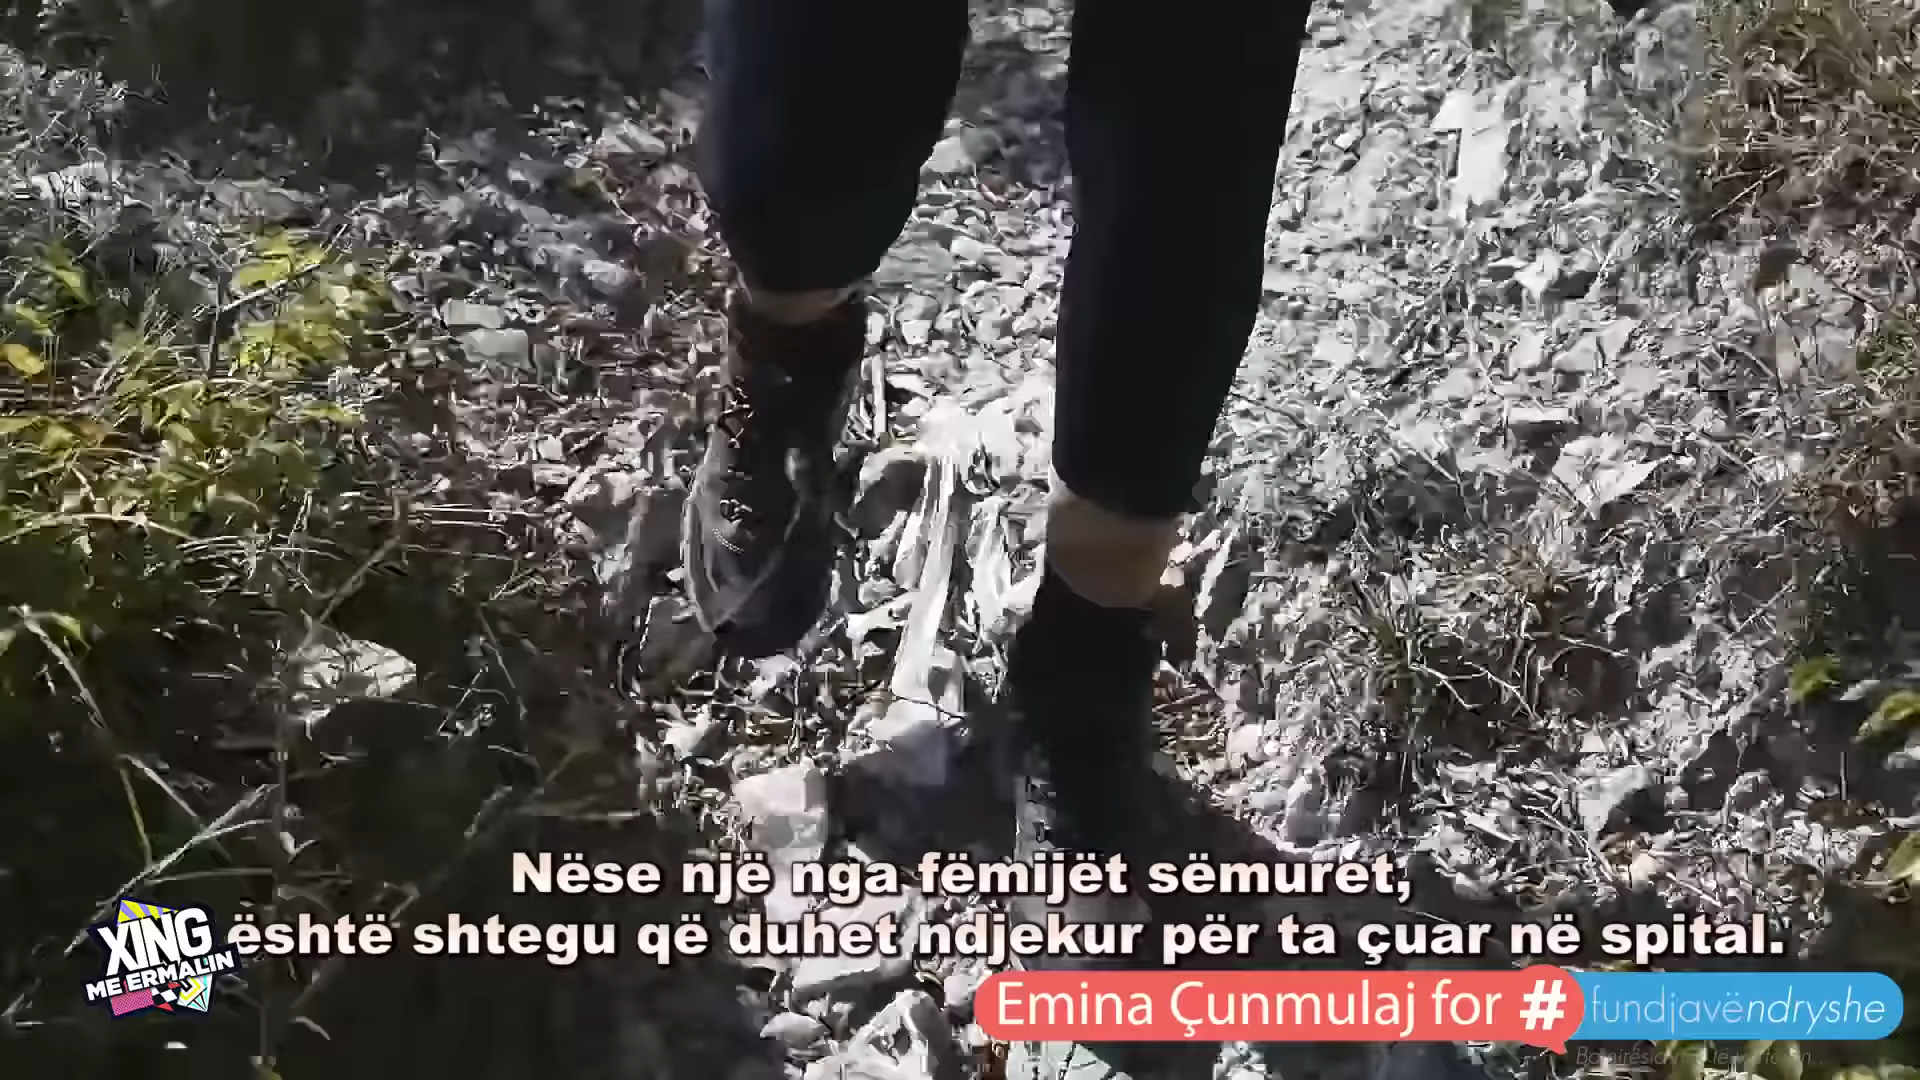 Nëse një nga fëmijët sëmuret,
është shtegu që duhet ndjekur për ta çuar në spital.
XING
ME ERMALIN
Emina Çunmulaj for # fundjavëndryshe